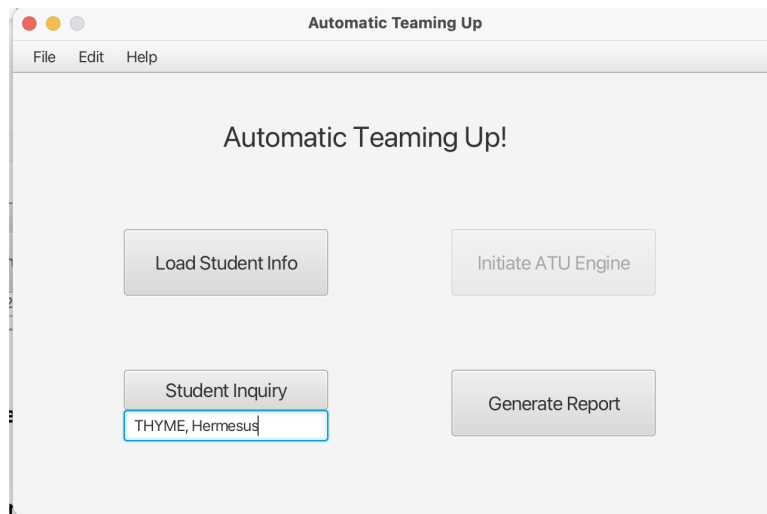 Automatic Teaming Up
File Edit Help
Automatic Teaming Up!
Load Student Info
Initiate ATU Engine
Student Inquiry
THYME, Hermesus
Generate Report